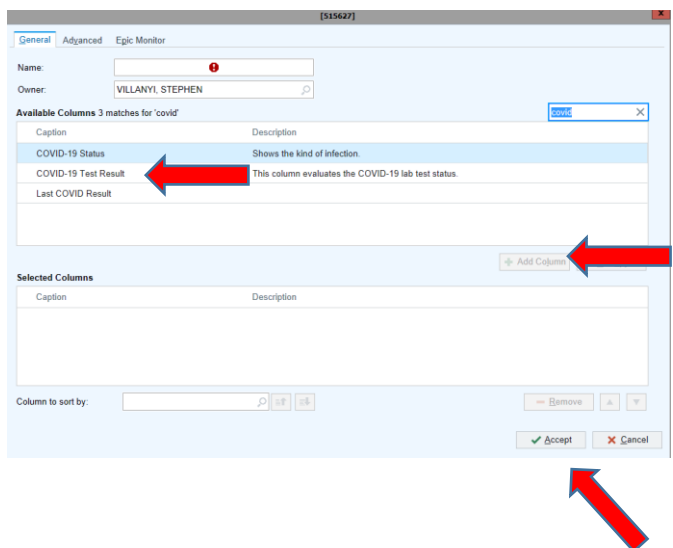 [515627] x
General Advanced Epic Monitor
Name:
Owner: VILLANYI, STEPHEN
Available Columns 3 matches for 'covid' covid
Caption Description
COVID-19 Status Shows the kind of infection.
COVID-19 Test Result This column evaluates the COVID-19 lab test status.
Last COVID Result
Add Column
Selected Columns
Caption Description
Column to sort by: Remove
Accept Cancel